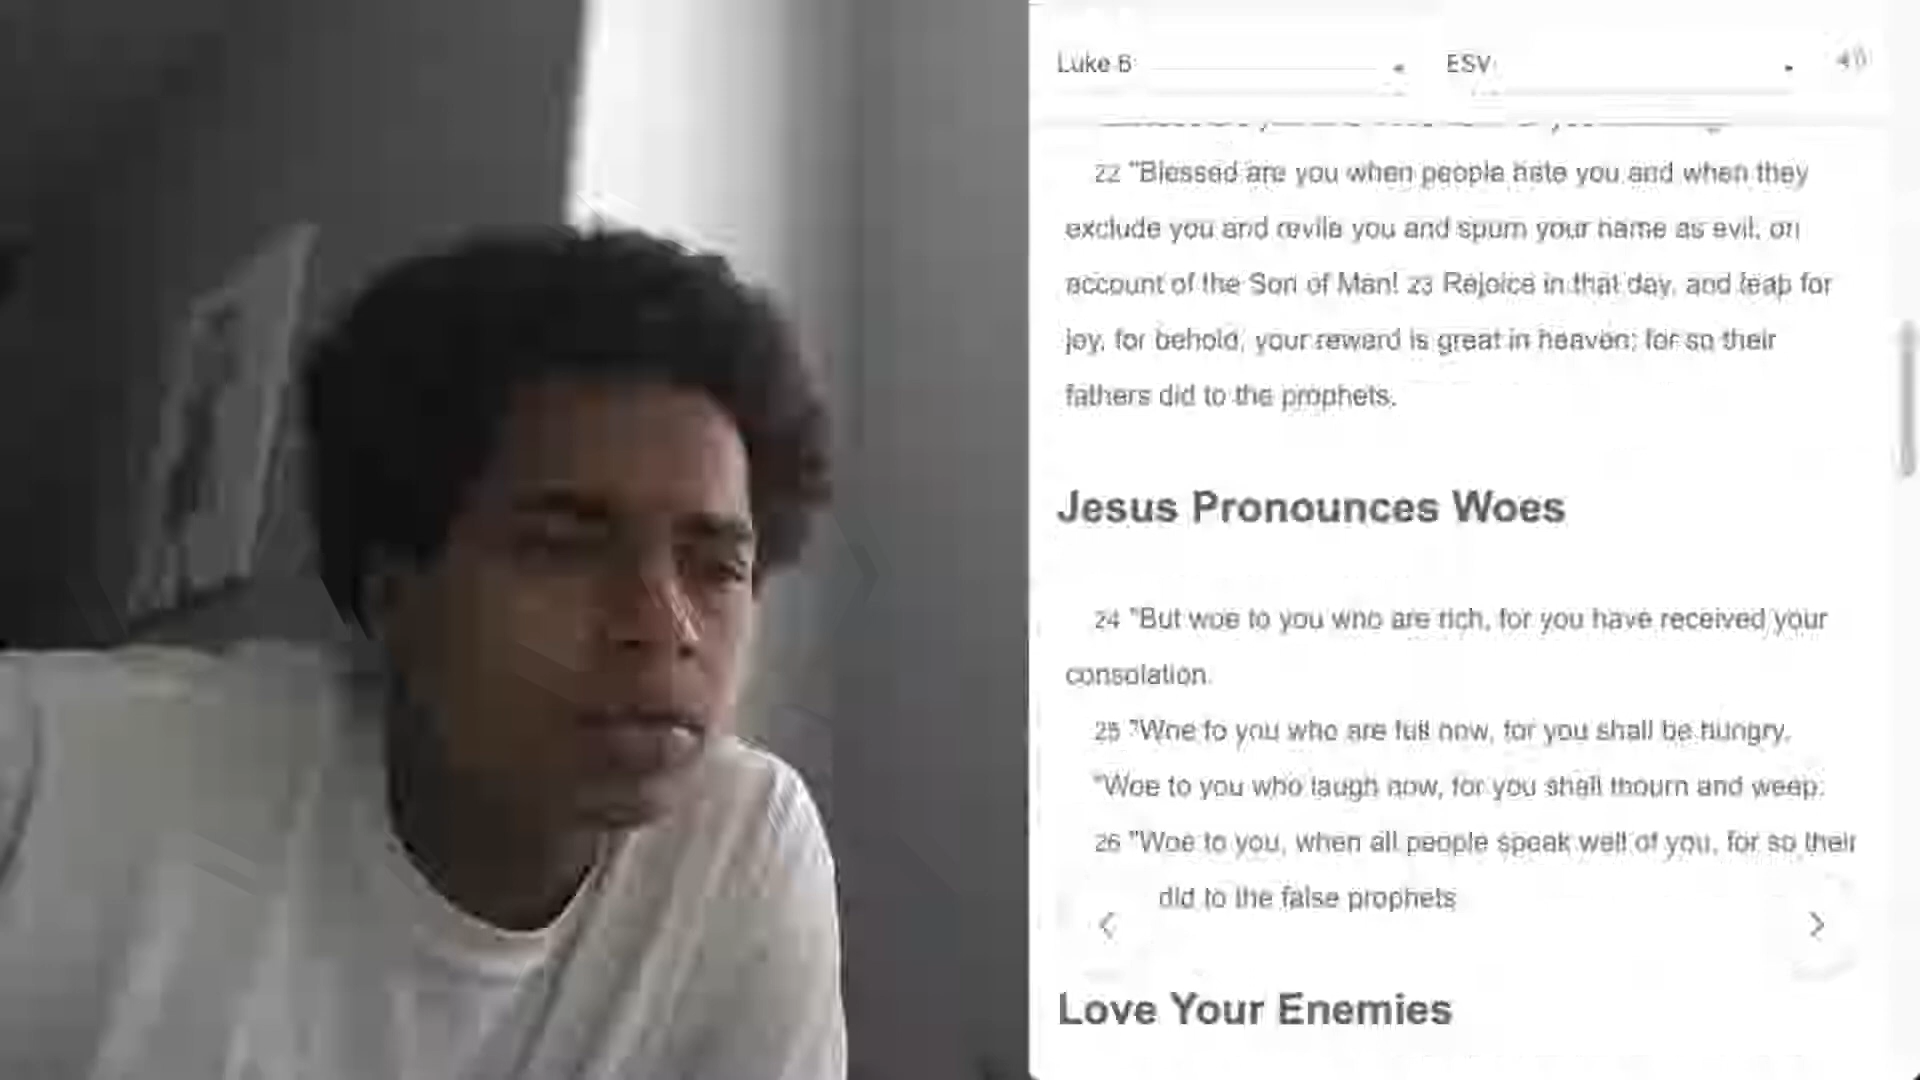 Luke 6
ESV
22 "Blessed are you when people hate you and when they
exclude you and revile you and spurn your name as evil, on
account of the Son of Man! 23 Rejoice in that day, and leap for
joy, for behold, your reward is great in heaven; for so their
fathers did to the prophets.
Jesus Pronounces Woes
24 "But woe to you who are rich, for you have received your
consolation.
25 "Woe to you who are full now, for you shall be hungry.
"Woe to you who laugh now, for you shall mourn and weep.
26 "Woe to you, when all people speak well of you, for so their
did to the false prophets
Love Your Enemies